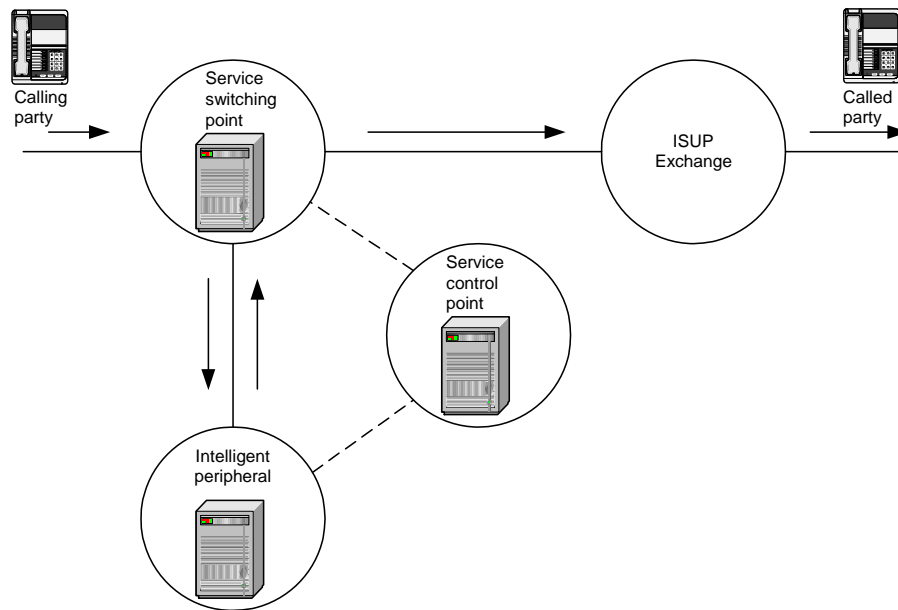 Calling
party
Service
switching
point
ISUP
Exchange
Called
party
Service
control
point
Intelligent
peripheral